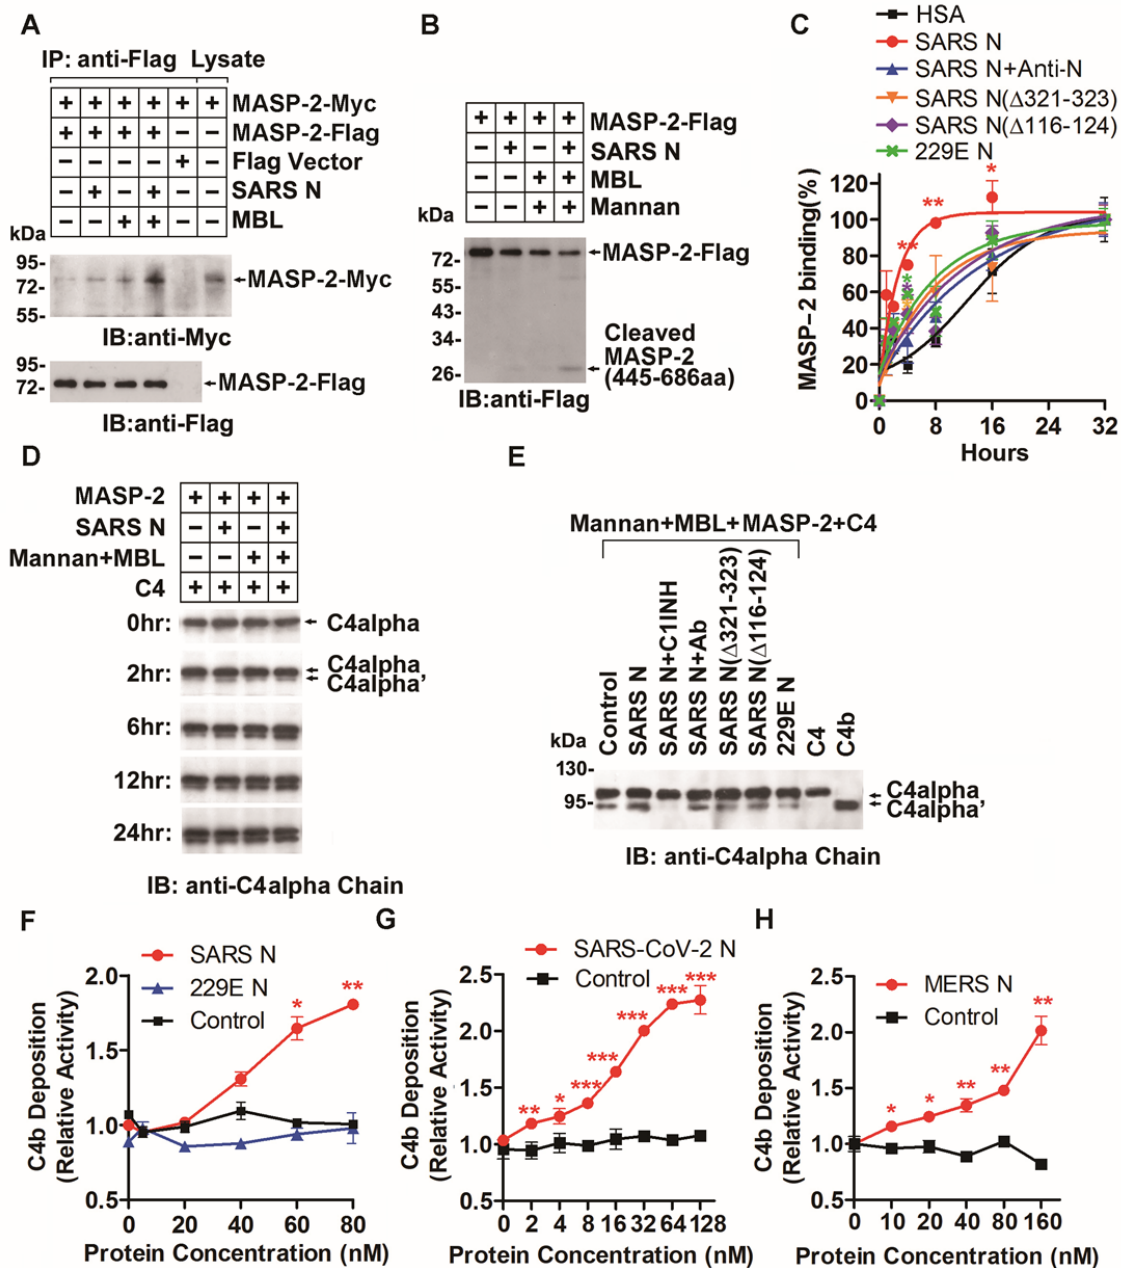 A
IP: anti-Flag Lysate
+ + + + + + MASP-2-Myc
+ + + + − − MASP-2-Flag
− − − − + − Flag Vector
− + − + − − SARS N
− − + + − − MBL
kDa
95-
72-
55-
MASP-2-Myc
IB:anti-Myc
95-
72-
MASP-2-Flag
IB:anti-Flag
B
+ + + + MASP-2-Flag
− + − + SARS N
− − + + MBL
− − + + Mannan
kDa
72-
55-
43-
34-
26-
MASP-2-Flag
Cleaved
MASP-2
(445-686aa)
IB:anti-Flag
C
HSA
SARS N
SARS N+Anti-N
SARS N(Δ321-323)
SARS N(Δ116-124)
229E N
MASP-2 binding(%)
120
100
80
60
40
20
0
** ** * *
0 8 16 24 32
Hours
D
MASP-2 + + + +
SARS N − + − +
Mannan+MBL − − + +
C4 + + + +
0hr: C4alpha
2hr: C4alpha
C4alpha'
6hr:
12hr:
24hr:
IB: anti-C4alpha Chain
E
Mannan+MBL+MASP-2+C4
Control
SARS N
SARS N+C1INH
SARS N+Ab
SARS N(Δ321-323)
SARS N(Δ116-124)
229E N
C4
C4b
kDa
130-
95-
C4alpha
C4alpha'
IB: anti-C4alpha Chain
F
SARS N
229E N
Control
C4b Deposition
(Relative Activity)
2.0
1.5
1.0
0.5
* **
0 20 40 60 80
Protein Concentration (nM)
G
SARS-CoV-2 N
Control
C4b Deposition
(Relative Activity)
2.5
2.0
1.5
1.0
0.5
** * *** *** *** *** ***
0 2 4 8 16 32 64 128
Protein Concentration (nM)
H
MERS N
Control
C4b Deposition
(Relative Activity)
2.5
2.0
1.5
1.0
0.5
* * ** ** **
0 10 20 40 80 160
Protein Concentration (nM)